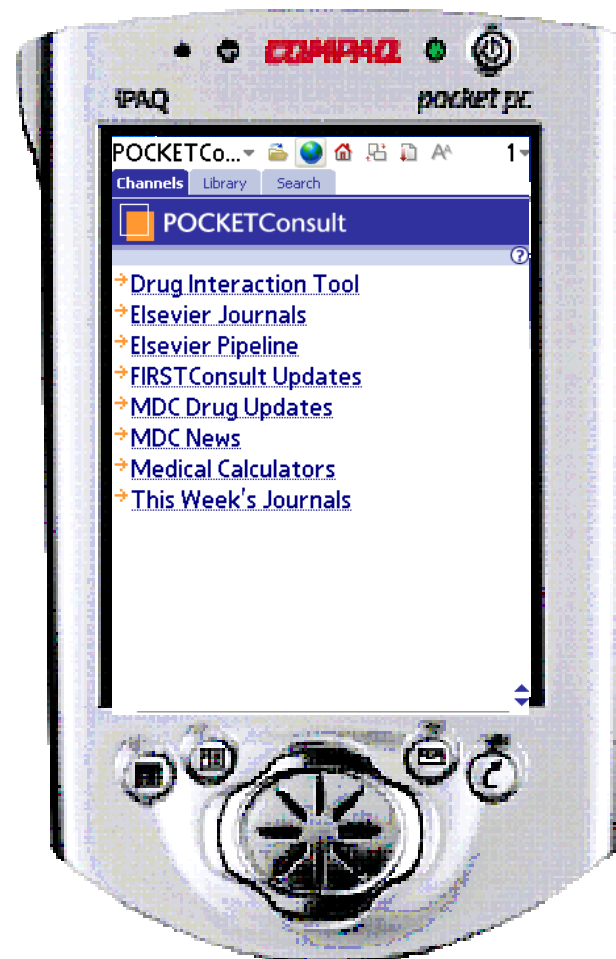 COMPAQ
iPAQ pocket pc
POCKETCo... AA 1
Channels Library Search
POCKETConsult
?
Drug Interaction Tool
Elsevier Journals
Elsevier Pipeline
FIRSTConsult Updates
MDC Drug Updates
MDC News
Medical Calculators
This Week's Journals